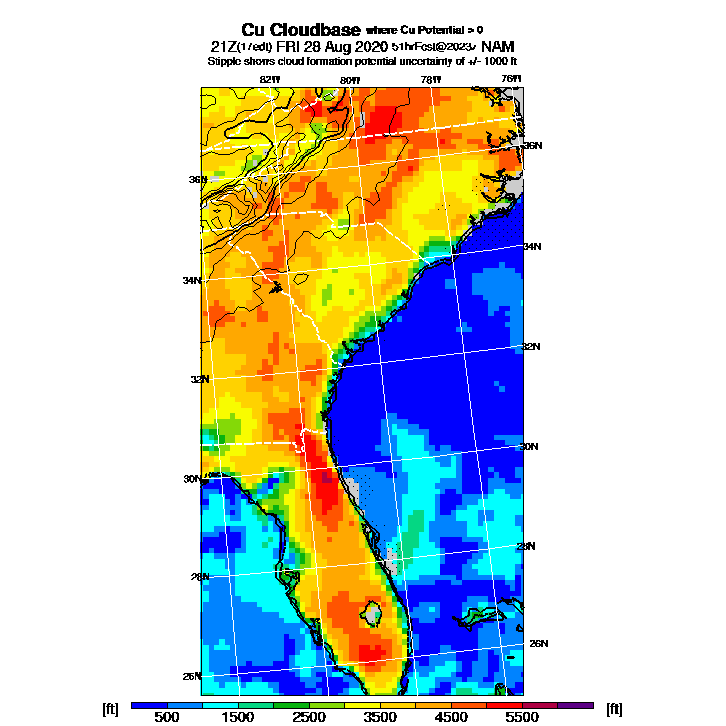 Cu Cloudbase where Cu Potential > 0
21Z(17edt) FRI 28 Aug 2020 51hrFcst@2023z NAM
Stipple shows cloud formation potential uncertainty of +/- 1000 ft
82W 80W 78W 76W
36N
36N
34N
34N
32N
32N
30N
30N
28N
28N
26N
26N
[ft] 500 1500 2500 3500 4500 5500 [ft]